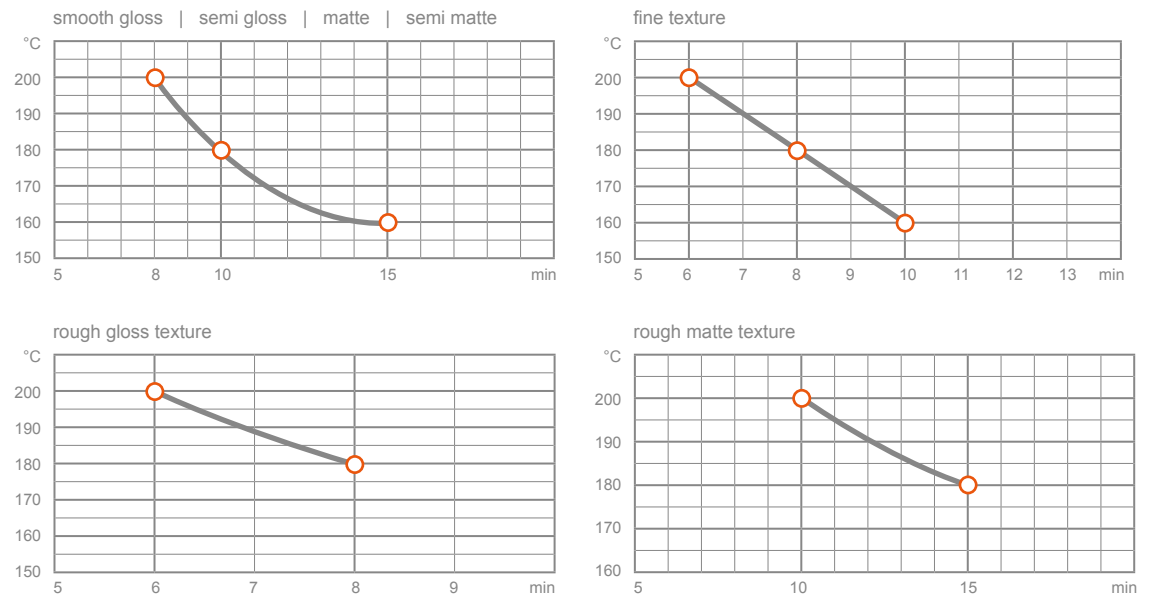 smooth gloss | semi gloss | matte | semi matte
°C
200
190
180
170
160
150
5 8 10 15 min
fine texture
°C
200
190
180
170
160
150
5 6 7 8 9 10 11 12 13 min
rough gloss texture
°C
200
190
180
170
160
150
5 6 7 8 9 min
rough matte texture
°C
200
190
180
170
160
5 10 15 min